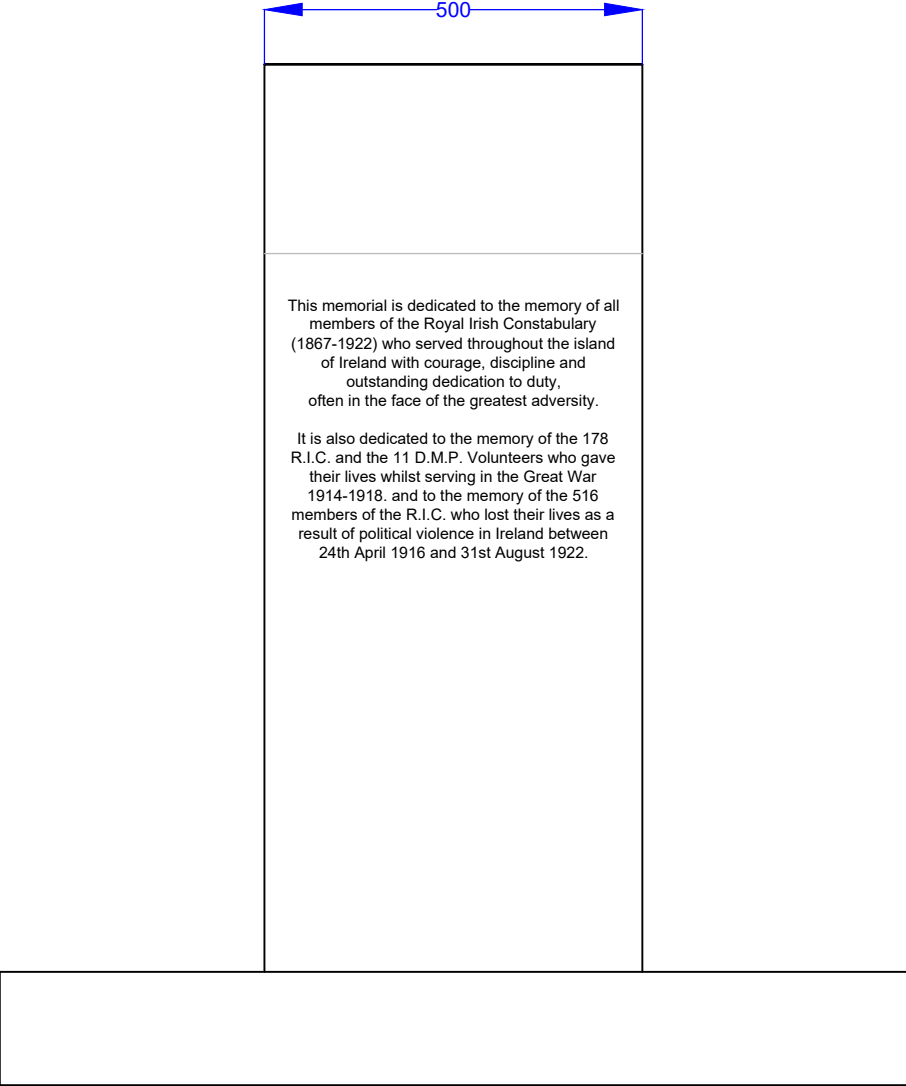 500
This memorial is dedicated to the memory of all
members of the Royal Irish Constabulary
(1867-1922) who served throughout the island
of Ireland with courage, discipline and
outstanding dedication to duty,
often in the face of the greatest adversity.
It is also dedicated to the memory of the 178
R.I.C. and the 11 D.M.P. Volunteers who gave
their lives whilst serving in the Great War
1914-1918. and to the memory of the 516
members of the R.I.C. who lost their lives as a
result of political violence in Ireland between
24th April 1916 and 31st August 1922.